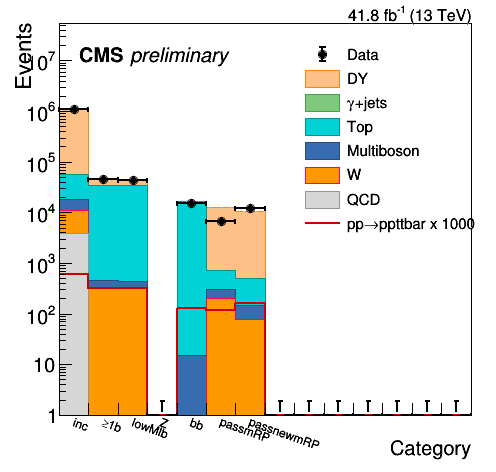 41.8 fb⁻¹ (13 TeV)
Events
CMS preliminary
Data
DY
γ+jets
Top
Multiboson
W
QCD
pp→ppttbar x 1000
10⁷
10⁶
10⁵
10⁴
10³
10²
10
1
inc ≥1b lowMlb Z bb passmRP passnewmRP
Category